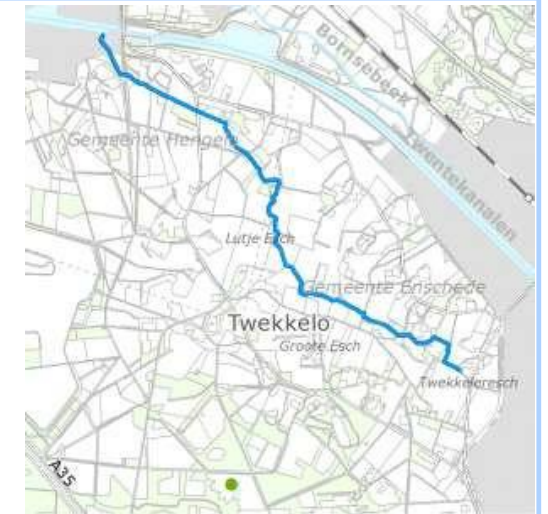 Bornsebeek
Twentekanalen
Gemeente Hengelo
Lutje Esch
Gemeente Enschede
Twekkelo
Groote Esch
Twekkeleresch
A35